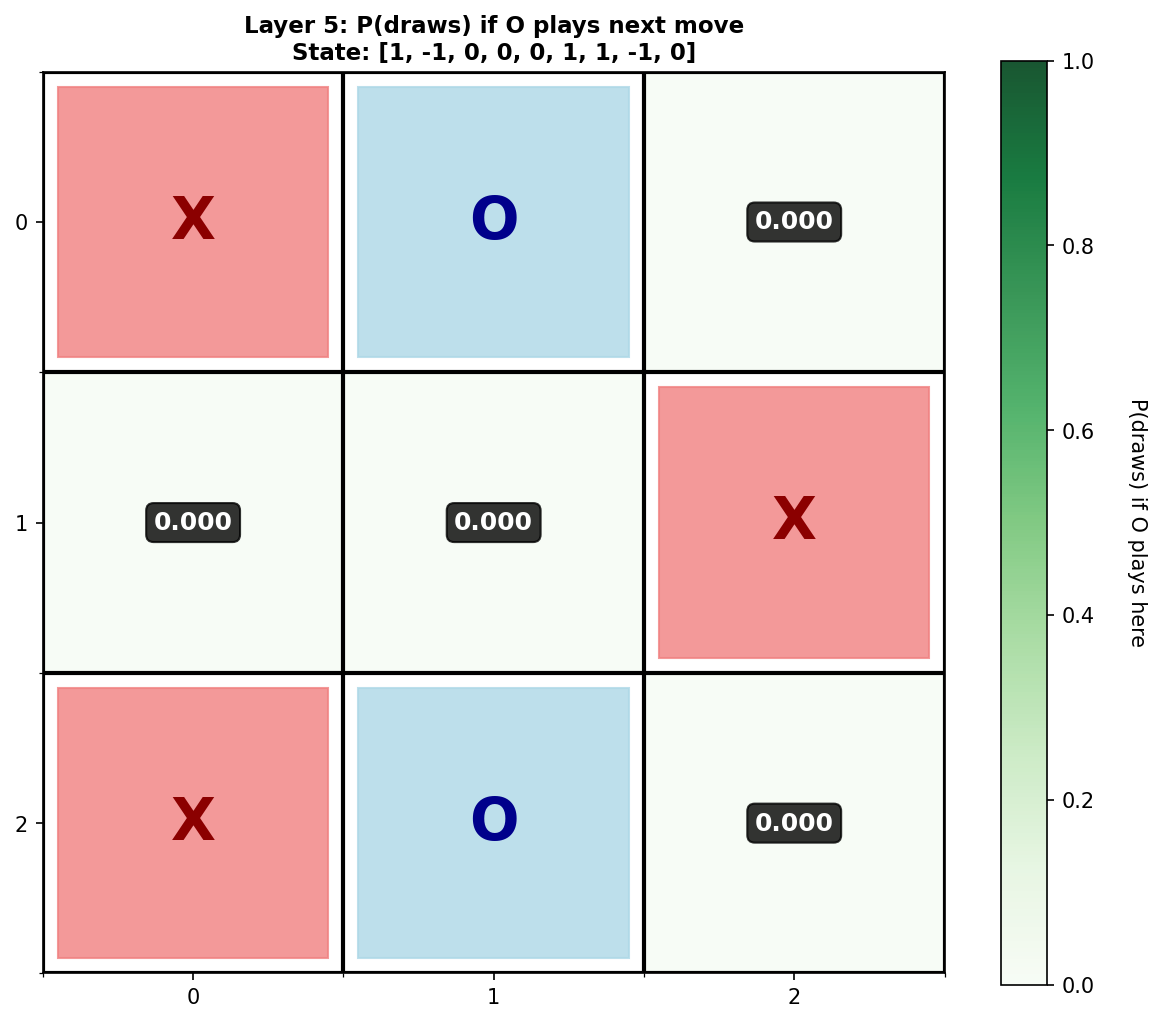 Layer 5: P(draws) if O plays next move
State: [1, -1, 0, 0, 0, 1, 1, -1, 0]
X
O
0.000
0.000
0.000
X
X
O
0.000
0
1
2
0
1
2
1.0
0.8
0.6
0.4
0.2
0.0
P(draws) if O plays here